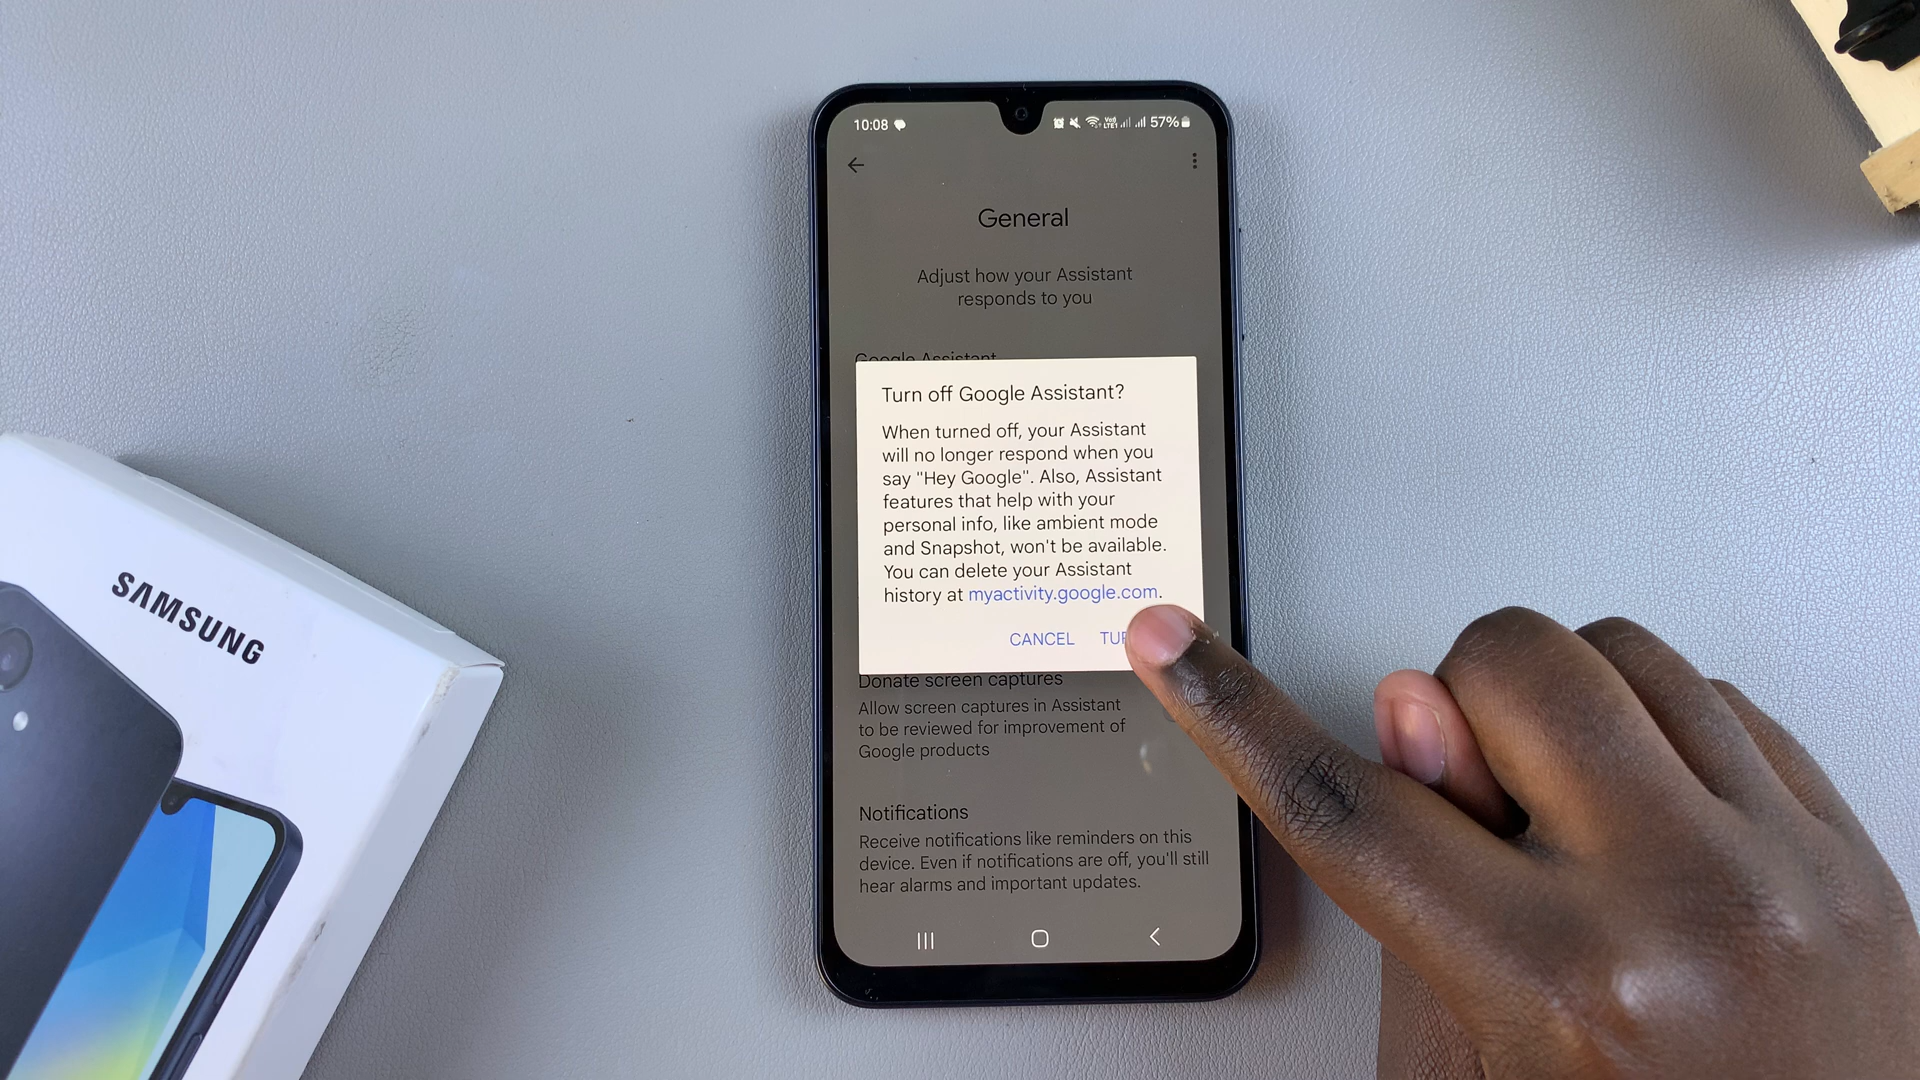 10:08
57%
General
Adjust how your Assistant
responds to you
Google Assistant
Turn off Google Assistant?
When turned off, your Assistant
will no longer respond when you
say "Hey Google". Also, Assistant
features that help with your
personal info, like ambient mode
and Snapshot, won't be available.
You can delete your Assistant
history at myactivity.google.com.
CANCEL
Donate screen captures
Allow screen captures in Assistant
to be reviewed for improvement of
Google products
Notifications
Receive notifications like reminders on this
device. Even if notifications are off, you'll still
hear alarms and important updates.
SAMSUNG